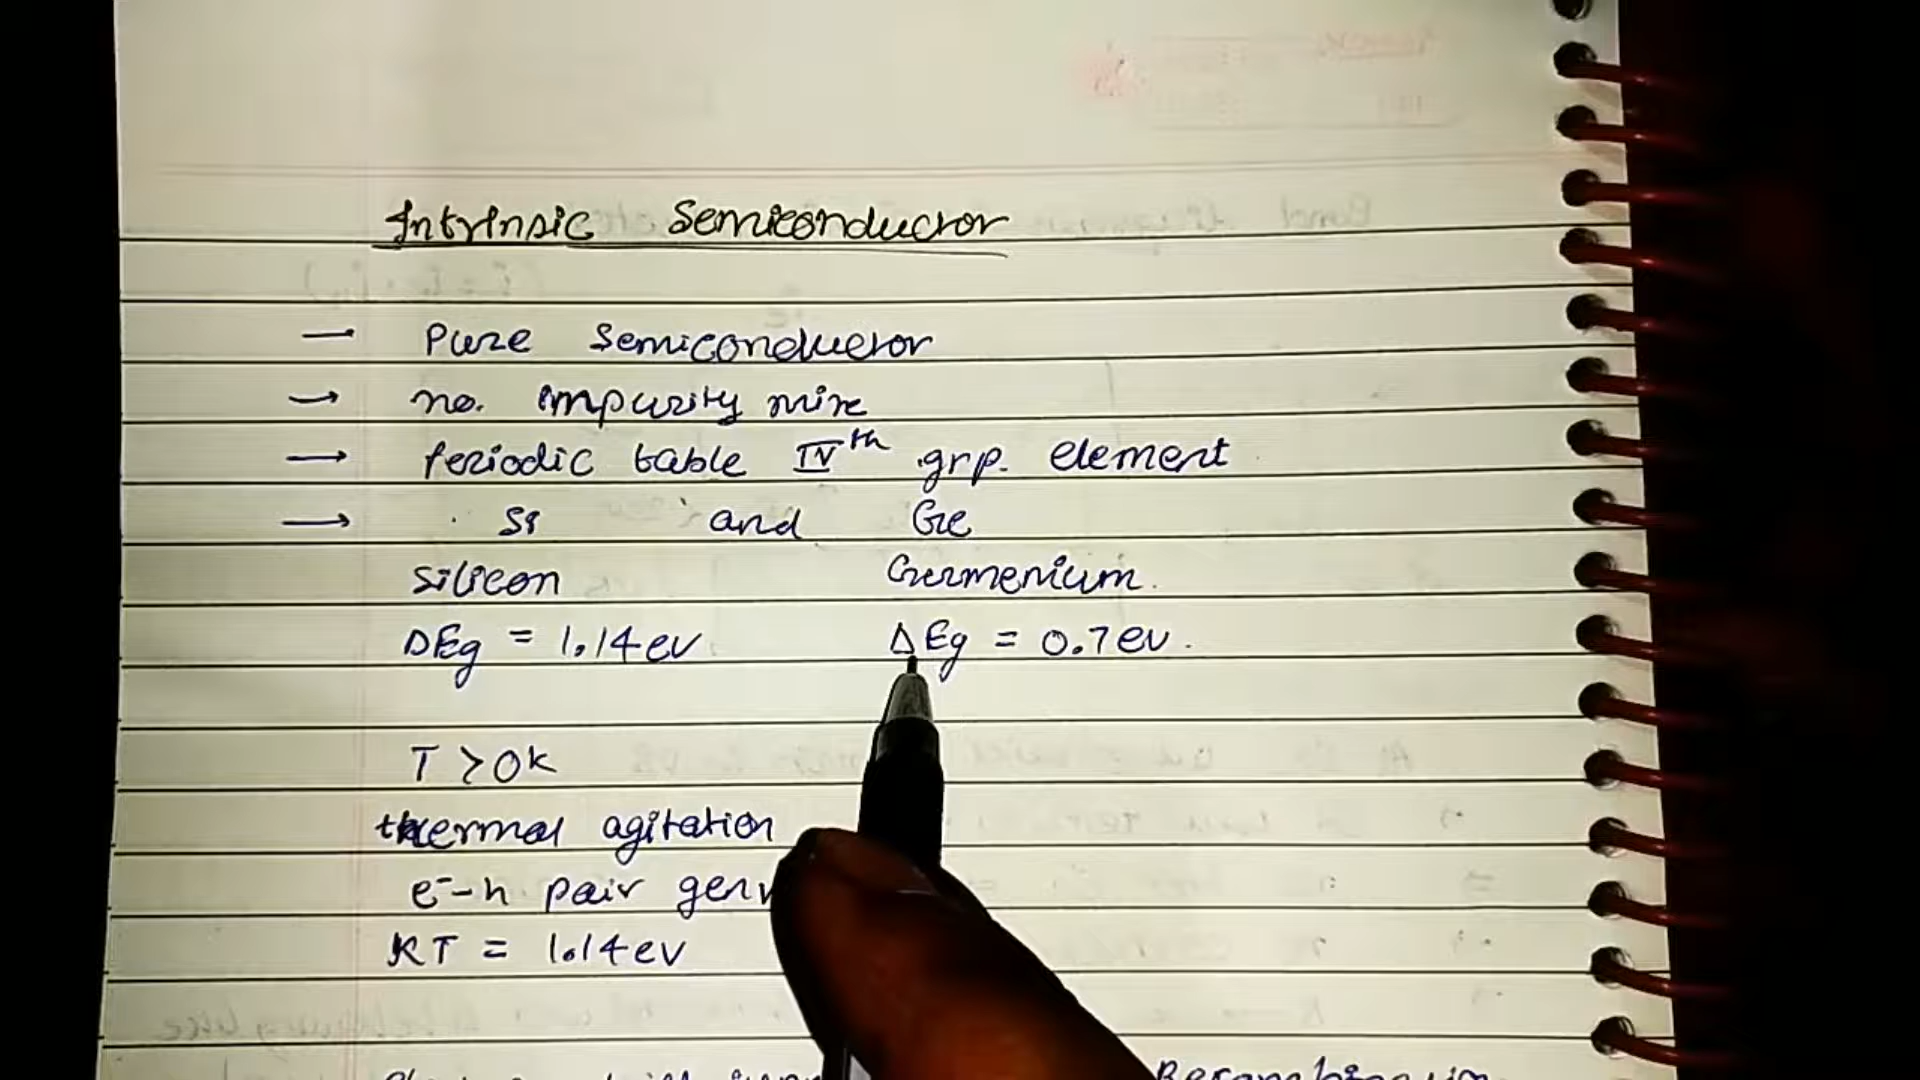 Intrinsic Semiconductor
— Pure Semiconductor
→ no. impurity mix
→ Periodic table IVth grp. element
→ Si and Ge
Silicon Germenium.
ΔEg = 1.14ev ΔEg = 0.7ev.
T > 0k
thermal agitation
e⁻-h pair
KT = 1.14ev
Recombination